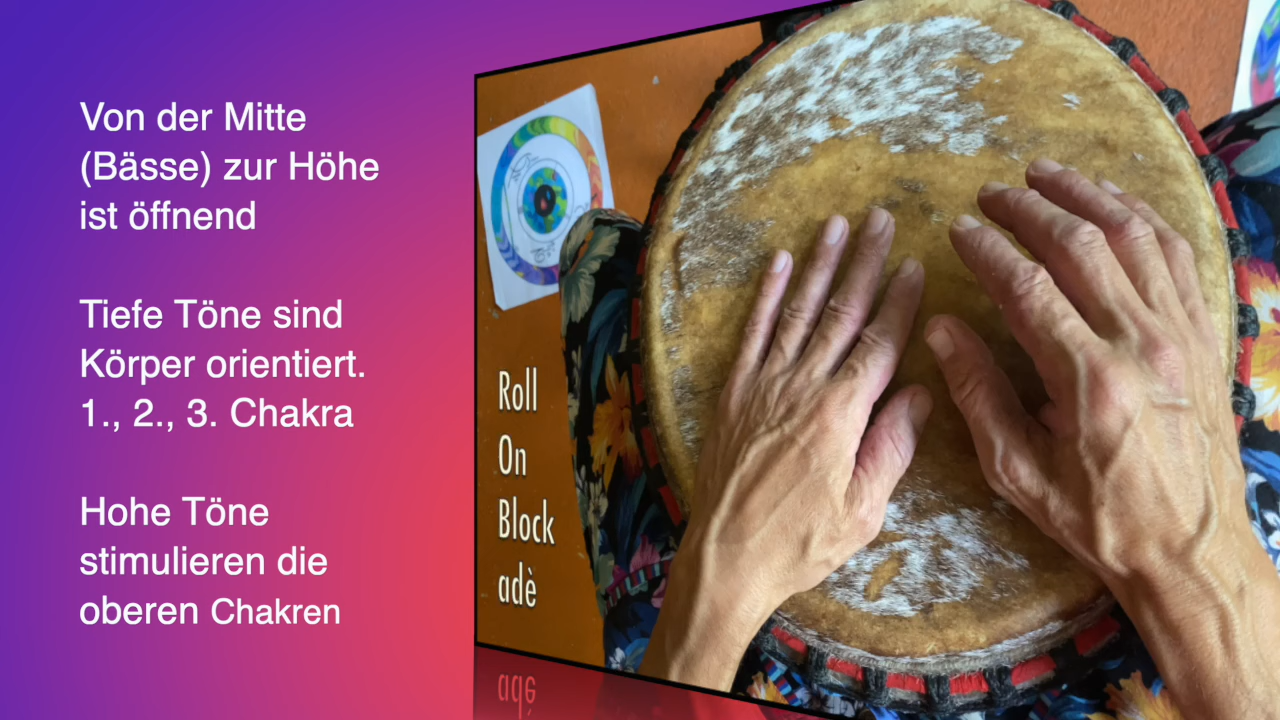 Von der Mitte
(Bässe) zur Höhe
ist öffnend
Tiefe Töne sind
Körper orientiert.
1., 2., 3. Chakra
Hohe Töne
stimulieren die
oberen Chakren
Roll
On
Block
adè